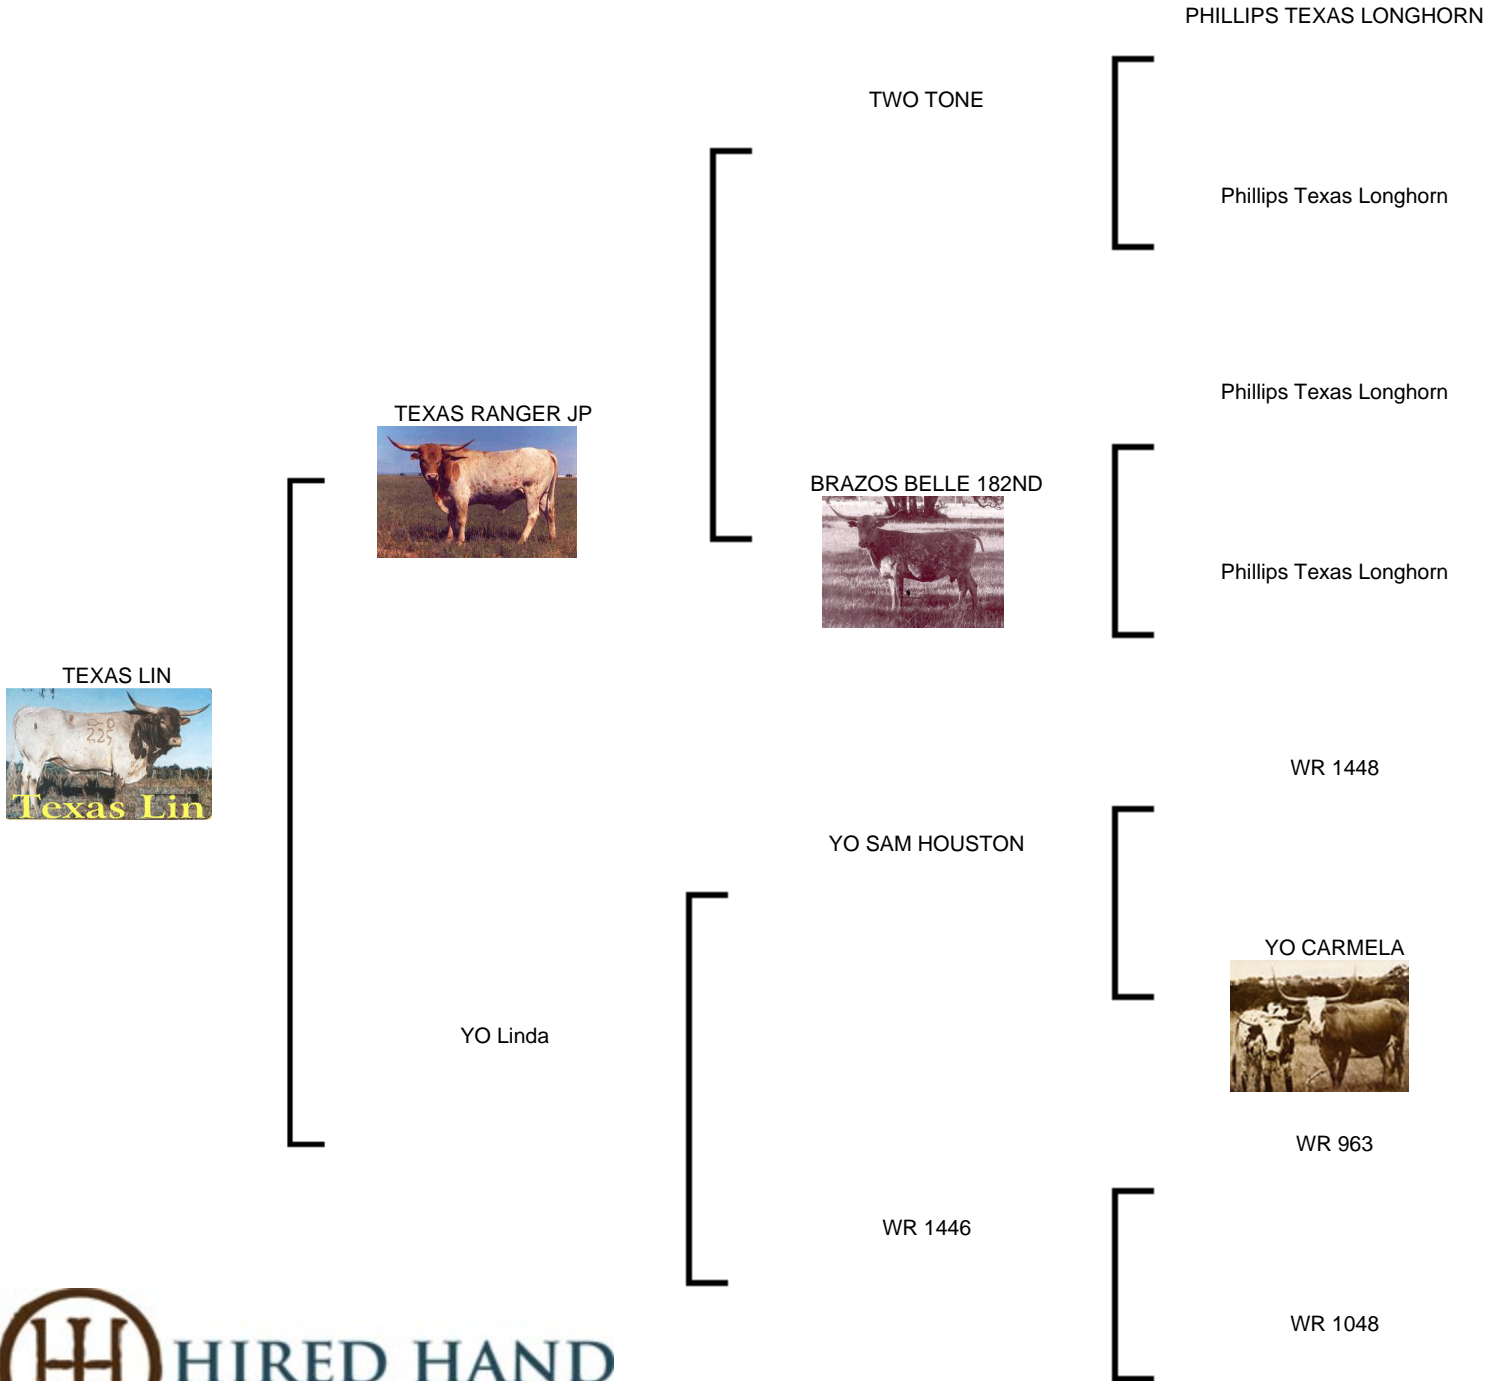 PHILLIPS TEXAS LONGHORN
TWO TONE
Phillips Texas Longhorn
Phillips Texas Longhorn
TEXAS RANGER JP
BRAZOS BELLE 182ND
Phillips Texas Longhorn
TEXAS LIN
225
Texas Lin
WR 1448
YO SAM HOUSTON
YO CARMELA
YO Linda
WR 963
WR 1446
WR 1048
HIRED HAND